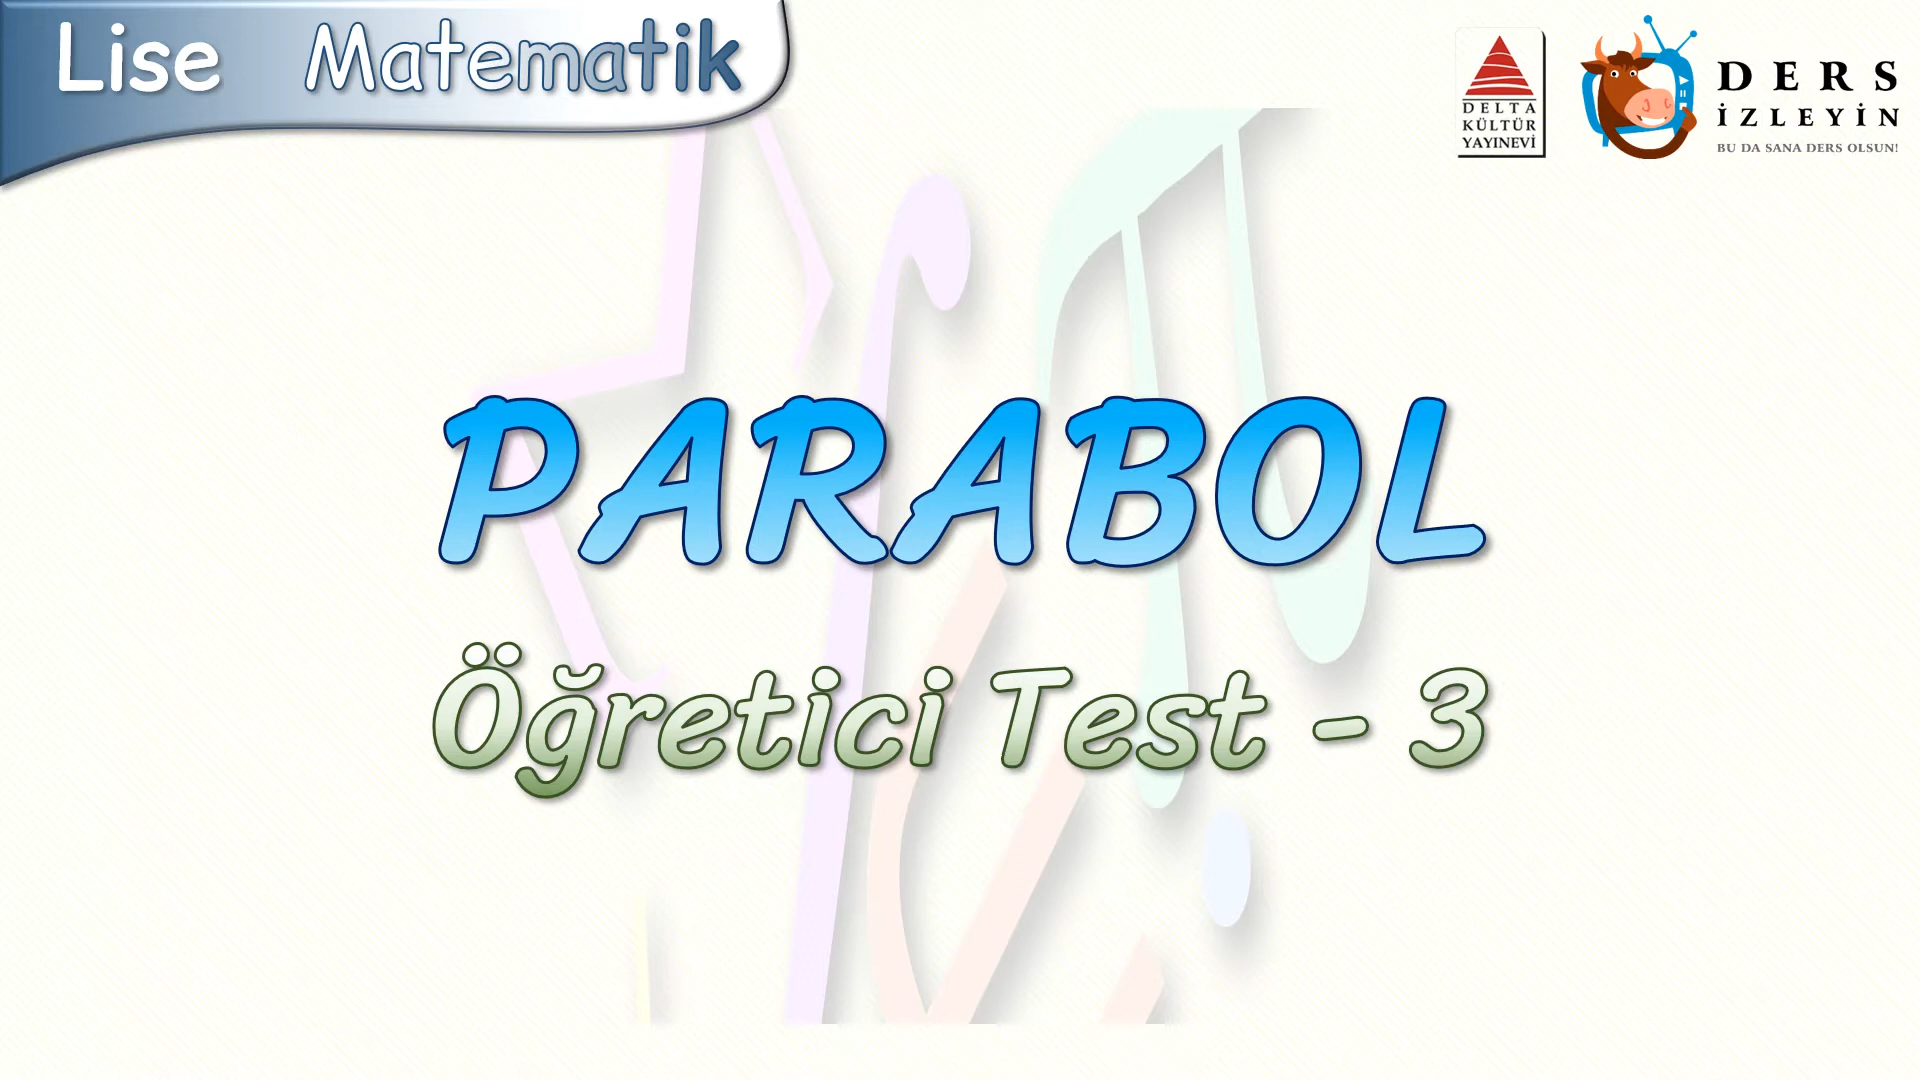 Lise Matematik
DELTA
KÜLTÜR
YAYINEVİ
DERS
İZLEYİN
BU DA SANA DERS OLSUN!
PARABOL
Öğretici Test - 3